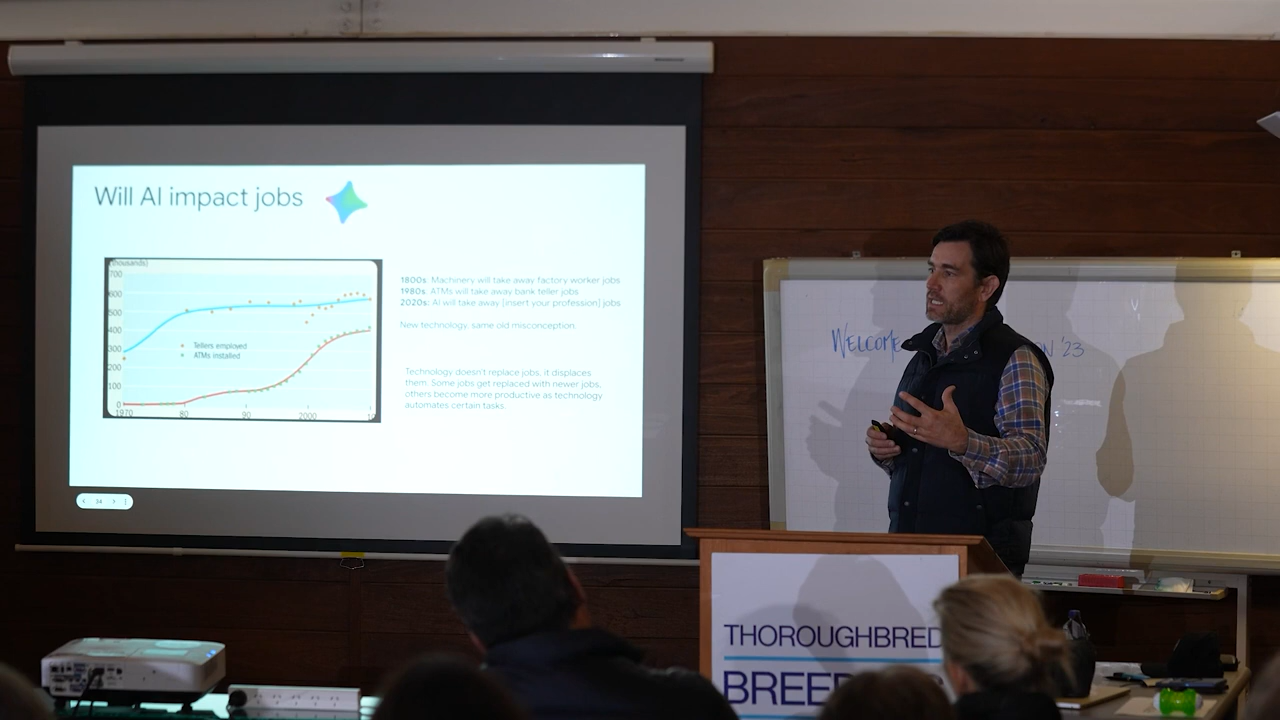 Will AI impact jobs
(thousands)
700
600
500
400
300
200
100
0
1970
80
90
2000
10
Tellers employed
ATMs installed
1800s: Machinery will take away factory worker jobs
1980s: ATMs will take away bank teller jobs
2020s: AI will take away [insert your profession] jobs
New technology, same old misconception.
Technology doesn't replace jobs, it displaces
them. Some jobs get replaced with newer jobs,
others become more productive as technology
automates certain tasks.
34
WELCOME
'23
THOROUGHBRED